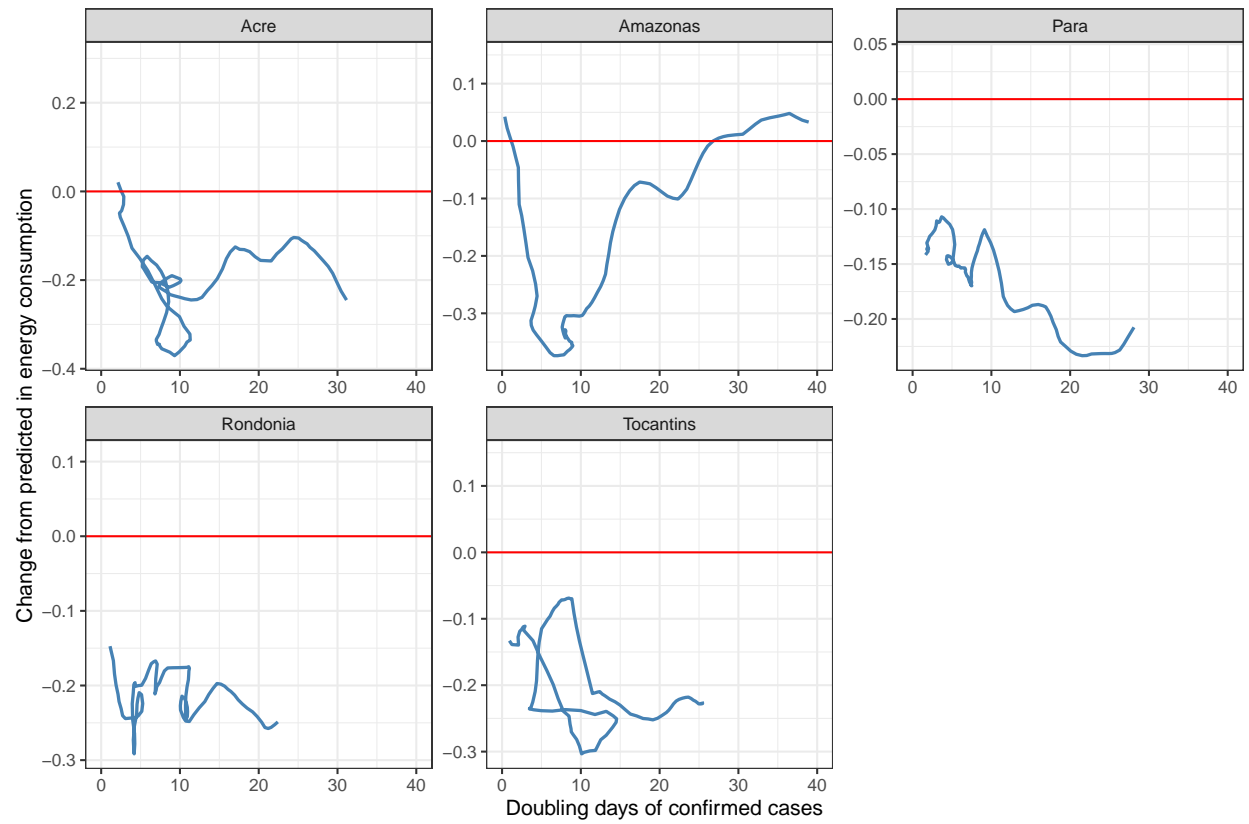 Acre
Amazonas
Para
0.2
0.0
−0.2
−0.4
0.1
0.0
−0.1
−0.2
−0.3
0.05
0.00
−0.05
−0.10
−0.15
−0.20
0 10 20 30 40
0 10 20 30 40
0 10 20 30 40
Rondonia
Tocantins
0.1
0.0
−0.1
−0.2
−0.3
0.1
0.0
−0.1
−0.2
−0.3
0 10 20 30 40
0 10 20 30 40
Doubling days of confirmed cases
Change from predicted in energy consumption